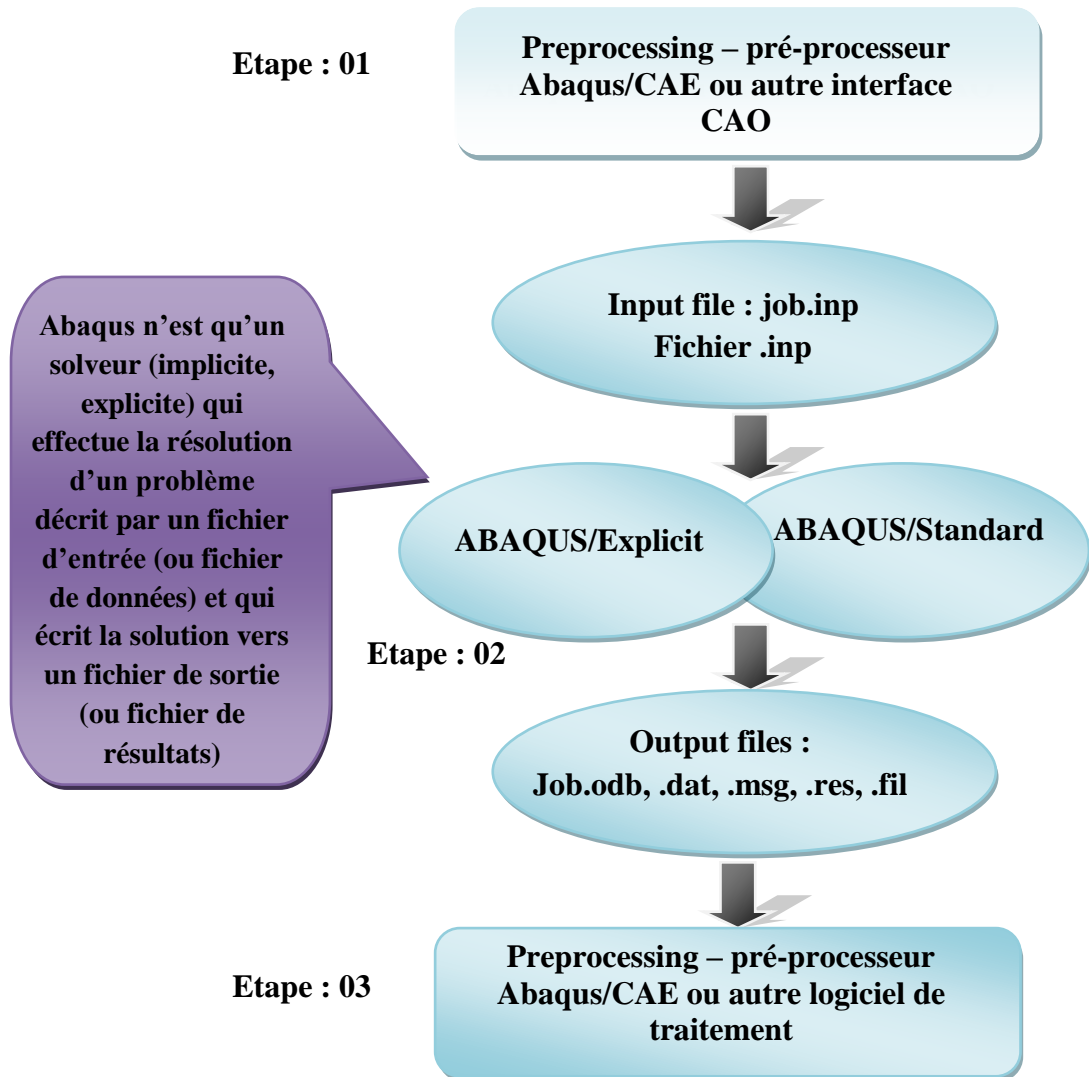 Etape : 01
Preprocessing – pré-processeur
Abaqus/CAE ou autre interface
CAO
Input file : job.inp
Fichier .inp
Abaqus n’est qu’un
solveur (implicite,
explicite) qui
effectue la résolution
d’un problème
décrit par un fichier
d’entrée (ou fichier
de données) et qui
écrit la solution vers
un fichier de sortie
(ou fichier de
résultats)
ABAQUS/Explicit
ABAQUS/Standard
Etape : 02
Output files :
Job.odb, .dat, .msg, .res, .fil
Etape : 03
Preprocessing – pré-processeur
Abaqus/CAE ou autre logiciel de
traitement